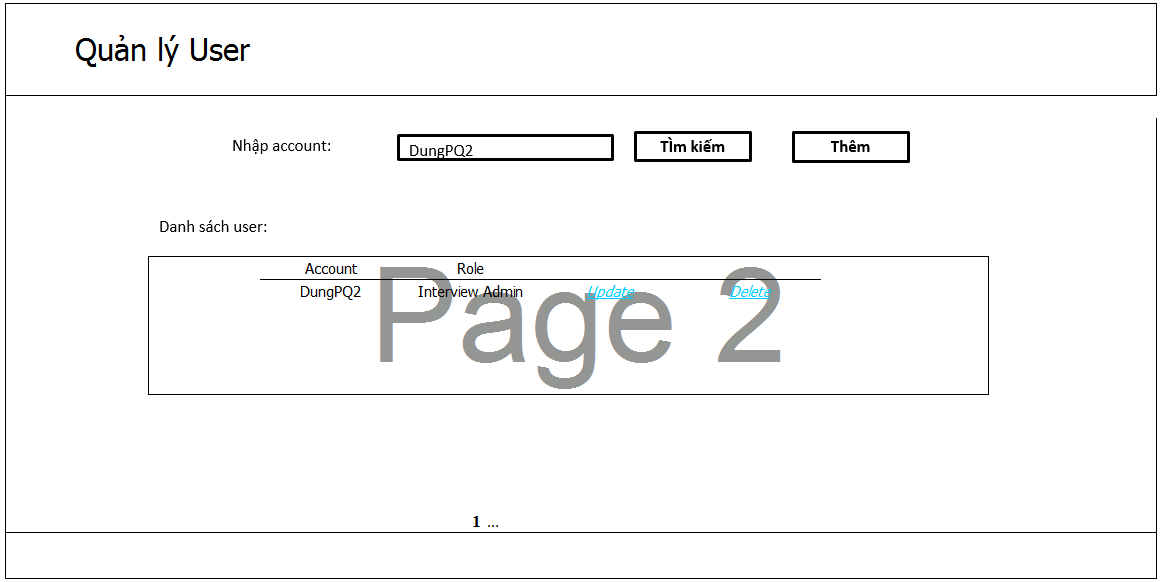 Quản lý User
Nhập account: DungPQ2 TÌm kiếm Thêm
Danh sách user:
Account Role
DungPQ2 Interview Admin Update Delete
Page 2
1 ...